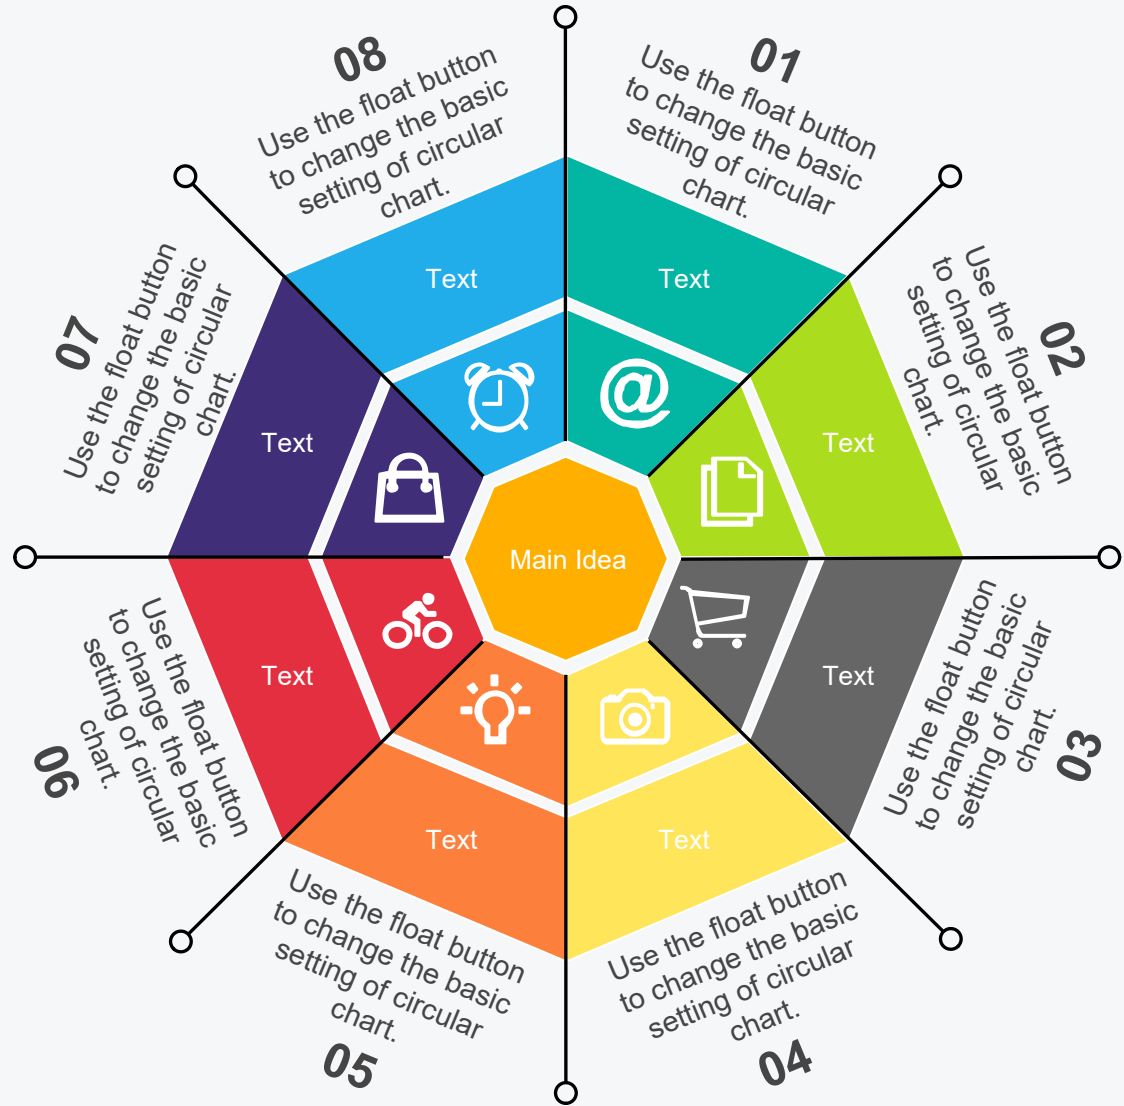 01
Use the float button
to change the basic
setting of circular
chart.
02
Use the float button
to change the basic
setting of circular
chart.
03
Use the float button
to change the basic
setting of circular
chart.
04
Use the float button
to change the basic
setting of circular
chart.
05
Use the float button
to change the basic
setting of circular
chart.
06
Use the float button
to change the basic
setting of circular
chart.
07
Use the float button
to change the basic
setting of circular
chart.
08
Use the float button
to change the basic
setting of circular
chart.
Text
Text
Text
Text
Text
Text
Text
Text
@
Main Idea